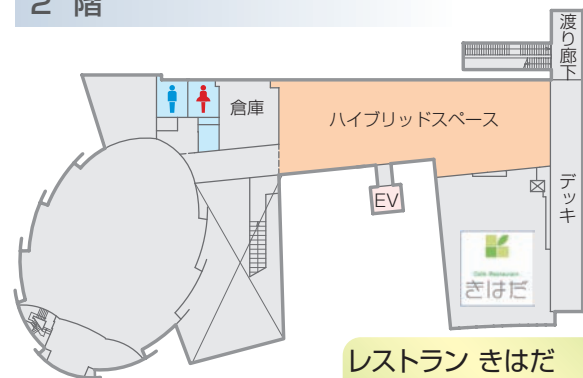 2 階
渡り廊下
倉庫
ハイブリッドスペース
デッキ
EV
Café Restaurant
きはだ
レストラン きはだ